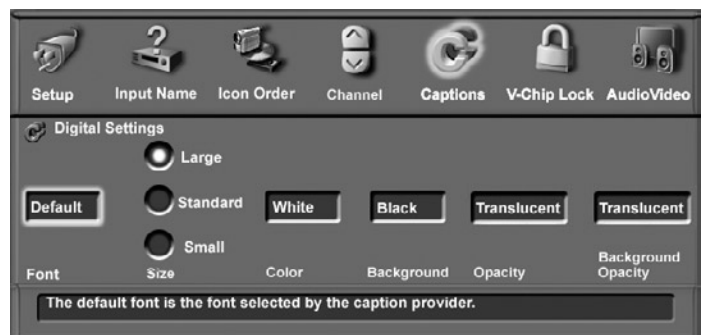 Setup
Input Name
Icon Order
Channel
Captions
V-Chip Lock
AudioVideo
Digital Settings
Large
Standard
Small
Default
White
Black
Translucent
Translucent
Font
Size
Color
Background
Opacity
Background
Opacity
The default font is the font selected by the caption provider.